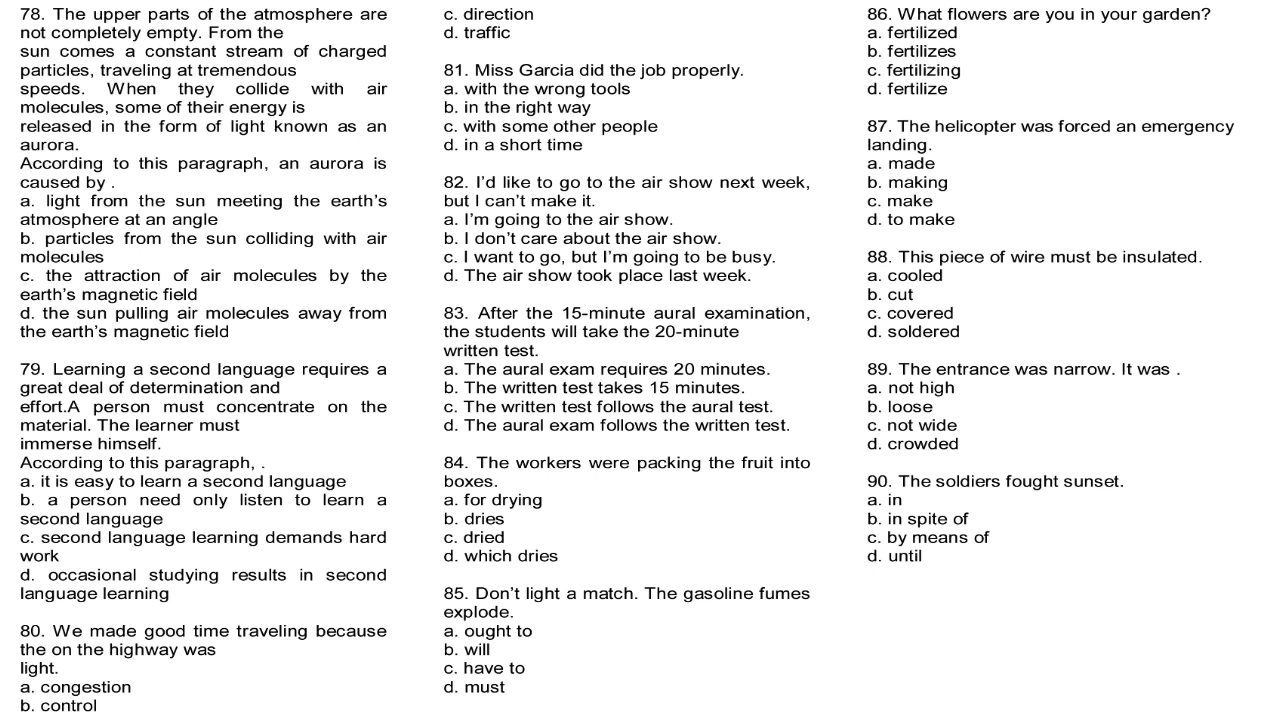 78. The upper parts of the atmosphere are
not completely empty. From the
sun comes a constant stream of charged
particles, traveling at tremendous
speeds. When they collide with air
molecules, some of their energy is
released in the form of light known as an
aurora.
According to this paragraph, an aurora is
caused by .
a. light from the sun meeting the earth's
atmosphere at an angle
b. particles from the sun colliding with air
molecules
c. the attraction of air molecules by the
earth's magnetic field
d. the sun pulling air molecules away from
the earth's magnetic field
79. Learning a second language requires a
great deal of determination and
effort.A person must concentrate on the
material. The learner must
immerse himself.
According to this paragraph, .
a. it is easy to learn a second language
b. a person need only listen to learn a
second language
c. second language learning demands hard
work
d. occasional studying results in second
language learning
80. We made good time traveling because
the on the highway was
light.
a. congestion
b. control
c. direction
d. traffic
81. Miss Garcia did the job properly.
a. with the wrong tools
b. in the right way
c. with some other people
d. in a short time
82. I'd like to go to the air show next week,
but I can't make it.
a. I'm going to the air show.
b. I don't care about the air show.
c. I want to go, but I'm going to be busy.
d. The air show took place last week.
83. After the 15-minute aural examination,
the students will take the 20-minute
written test.
a. The aural exam requires 20 minutes.
b. The written test takes 15 minutes.
c. The written test follows the aural test.
d. The aural exam follows the written test.
84. The workers were packing the fruit into
boxes.
a. for drying
b. dries
c. dried
d. which dries
85. Don't light a match. The gasoline fumes
explode.
a. ought to
b. will
c. have to
d. must
86. What flowers are you in your garden?
a. fertilized
b. fertilizes
c. fertilizing
d. fertilize
87. The helicopter was forced an emergency
landing.
a. made
b. making
c. make
d. to make
88. This piece of wire must be insulated.
a. cooled
b. cut
c. covered
d. soldered
89. The entrance was narrow. It was .
a. not high
b. loose
c. not wide
d. crowded
90. The soldiers fought sunset.
a. in
b. in spite of
c. by means of
d. until